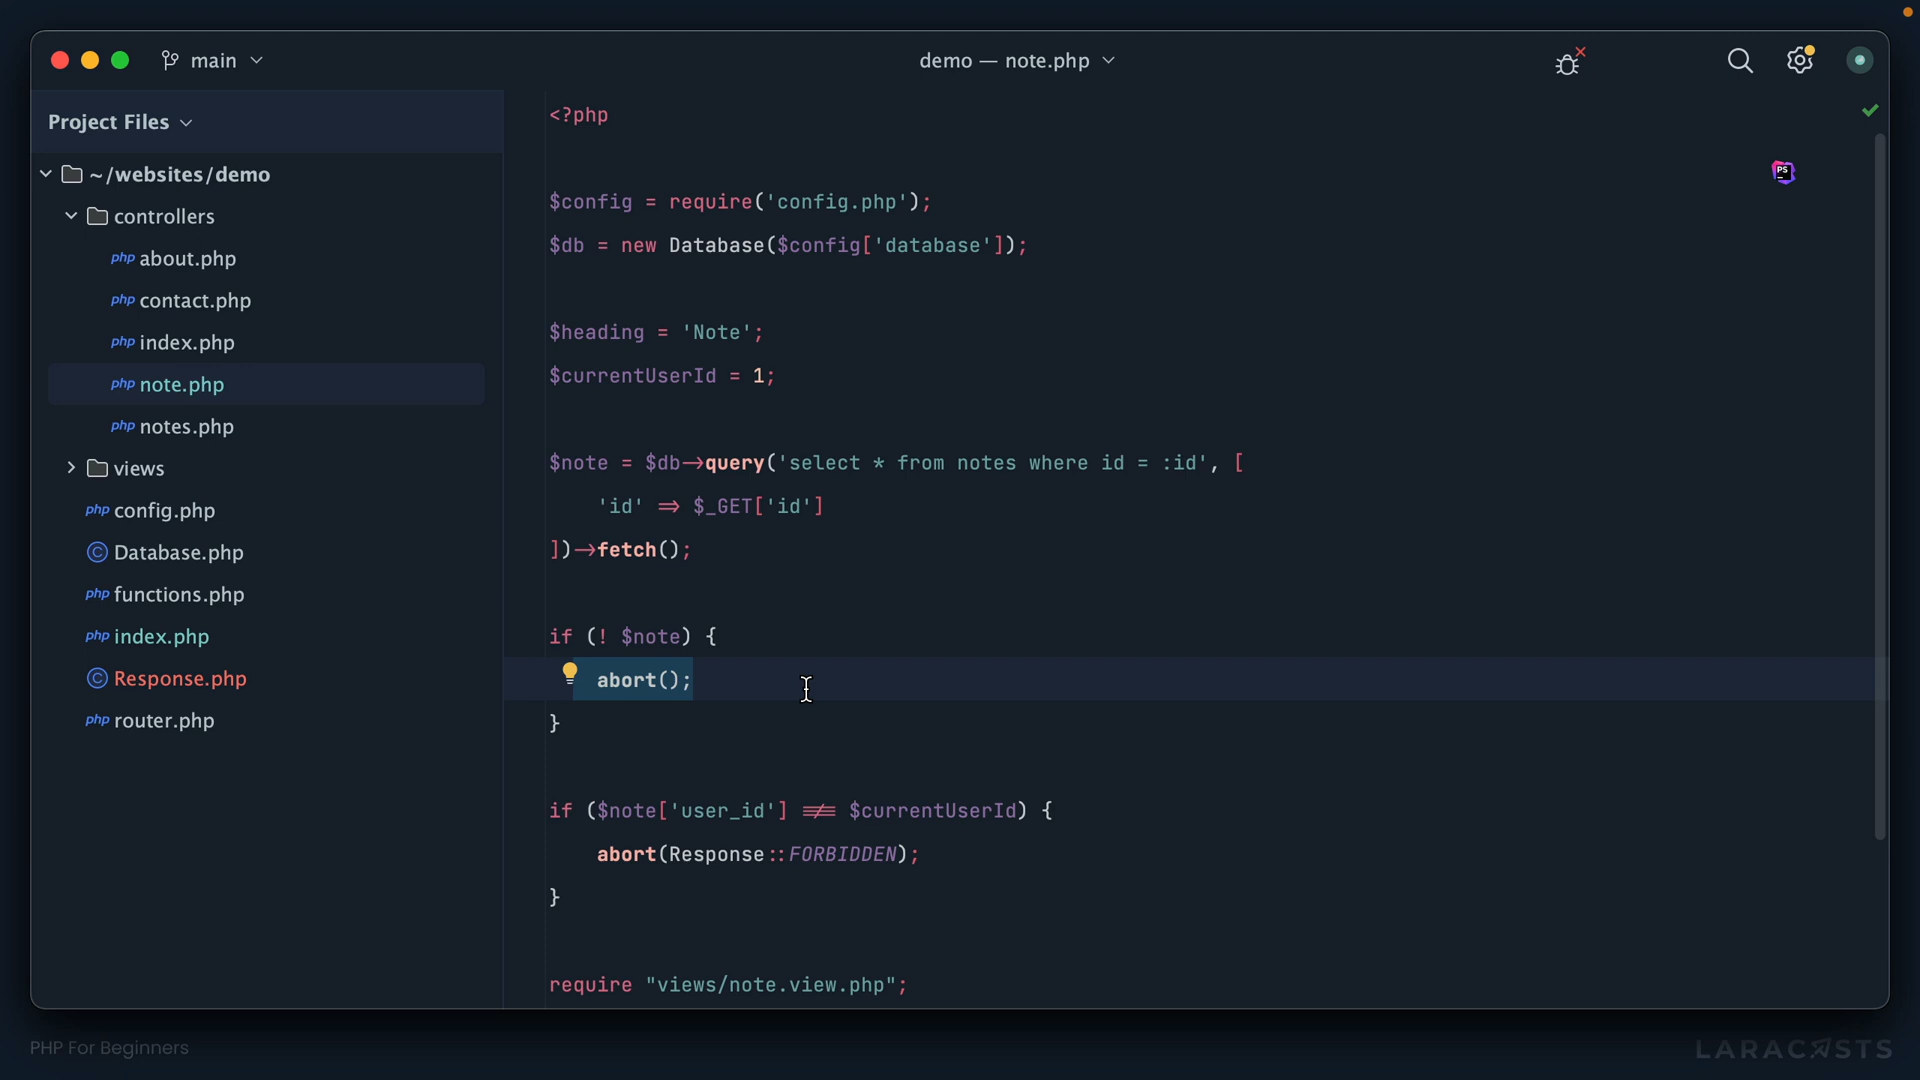 main
demo — note.php
Project Files
~/websites/demo
controllers
php about.php
php contact.php
php index.php
php note.php
php notes.php
views
php config.php
C Database.php
php functions.php
php index.php
C Response.php
php router.php
<?php
$config = require('config.php');
$db = new Database($config['database']);
$heading = 'Note';
$currentUserId = 1;
$note = $db->query('select * from notes where id = :id', [
'id' => $_GET['id']
])->fetch();
if (! $note) {
abort();
}
if ($note['user_id'] !== $currentUserId) {
abort(Response::FORBIDDEN);
}
require "views/note.view.php";
PS
PHP For Beginners
LARACASTS